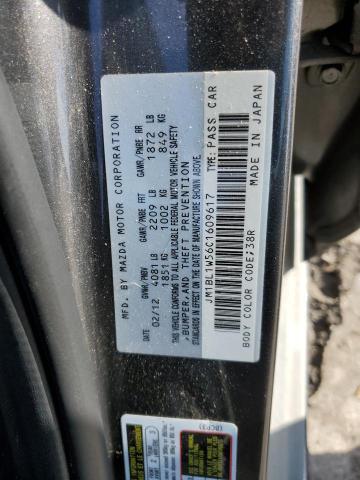 MFD. BY MAZDA MOTOR CORPORATION
GVWR/PNBV GAWR/PNBE FRT GAWR/PNBE RR
02/12 4081 LB 2209 LB 1872 LB
1851 KG 1002 KG 849 KG
THIS VEHICLE CONFORMS TO ALL APPLICABLE FEDERAL MOTOR VEHICLE SAFETY
,BUMPER,AND THEFT PREVENTION
STANDARDS IN EFFECT ON THE DATE OF MANUFACTURE SHOWN ABOVE.
JM1BL1W56C1609617 TYPE: PASS CAR
BODY COLOR CODE:38R MADE IN JAPAN
(BCP3)